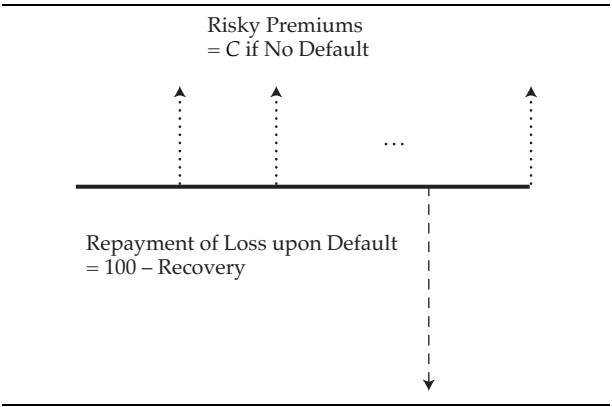 Risky Premiums
= C if No Default
...
Repayment of Loss upon Default
= 100 – Recovery